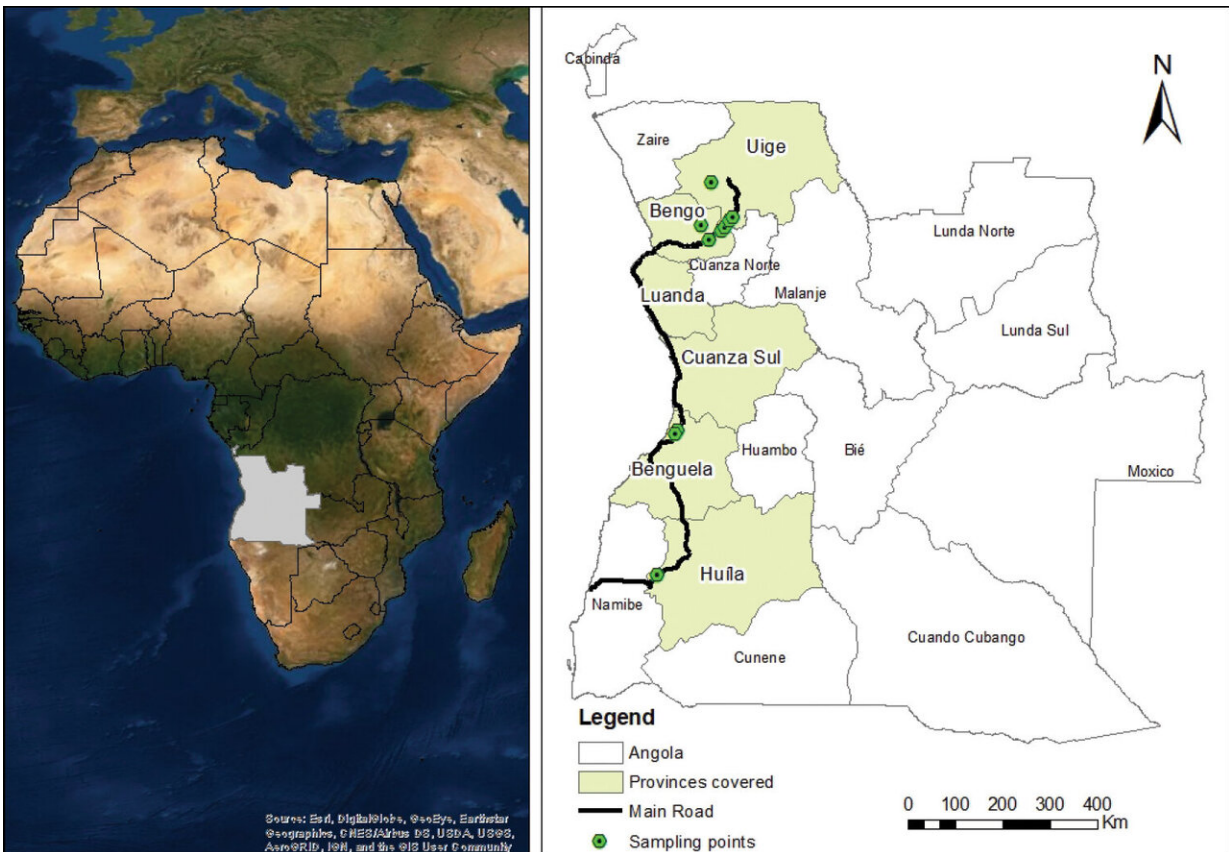 Source: Esri, DigitalGlobe, GeoEye, Earthstar
Geographics, CNES/Airbus DS, USDA, USGS,
AeroGRID, IGN, and the GIS User Community
Cabinda
N
Zaire
Uige
Bengo
Lunda Norte
Cuanza Norte
Luanda
Malanje
Lunda Sul
Cuanza Sul
Huambo
Bié
Benguela
Moxico
Huíla
Namibe
Cuando Cubango
Cunene
Legend
Angola
Provinces covered
Main Road
Sampling points
0 100 200 300 400
Km